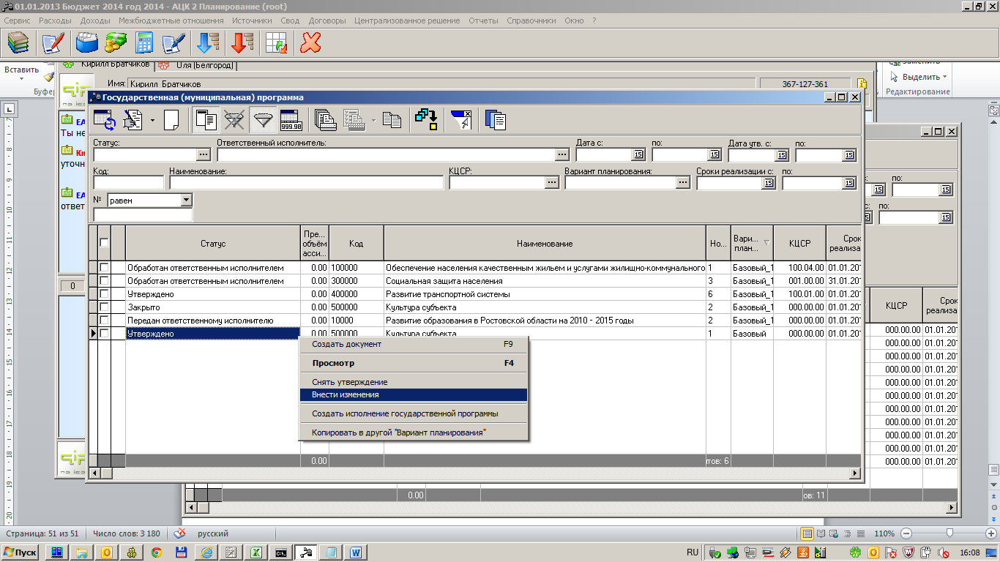 01.01.2013 Бюджет 2014 год 2014 - АЦК 2 Планирование (root)
Сервис Расходы Доходы Межбюджетные отношения Источники Свод Договоры Централизованное решение Отчеты Справочники Окно ?
Кирилл Братчиков Оля (Белгород)
Вставить
Выделить
Имя: Кирилл Братчиков 367-127-361
Редактирование
Государственная (муниципальная) программа
999.98
Статус: Ответственный исполнитель: Дата с: по: Дата утв. с: по:
Код: Наименование: КЦСР: Вариант планирования: Сроки реализации с: по:
№ равен
по:
по:
Статус Пре... объём асси... Код Наименование Но... Вари... план... КЦСР Срок реализа
Обработан ответственным исполнителем 0.00 100000 Обеспечение населения качественным жильем и услугами жилищно-коммунального 1 Базовый_1 100.04.00 01.01.20
Обработан ответственным исполнителем 0.00 300000 Социальная защита населения 3 Базовый_1 001.00.00 31.01.20
Утверждено 0.00 400000 Развитие транспортной системы 6 Базовый_1 100.01.00 01.01.20
Закрыто 0.00 500000 Культура субъекта 2 Базовый_1 000.00.00 01.01.20
Передан ответственному исполнителю 0.00 10000 Развитие образования в Ростовской области на 2010 - 2015 годы 2 Базовый_1 000.00.00 01.01.20
Утверждено 0.00 500000 Культура субъекта 1 Базовый 000.00.00 01.01.20
Создать документ F9
Просмотр F4
Снять утверждение
Внести изменения
Создать исполнение государственной программы
Копировать в другой "Вариант планирования"
0.00 тов: 6
КЦСР Срок реализа
000.00.00 01.01.20
000.00.00 01.01.20
000.00.00 01.01.20
000.00.00 01.01.20
000.00.00 01.01.20
000.00.00 01.01.20
000.00.00 01.01.20
000.00.00 01.01.20
000.00.00 01.01.20
000.00.00 01.01.20
000.00.00 01.01.20
0.00 ов: 11
Страница: 51 из 51 Число слов: 3 180 русский 110%
Пуск RU 16:08